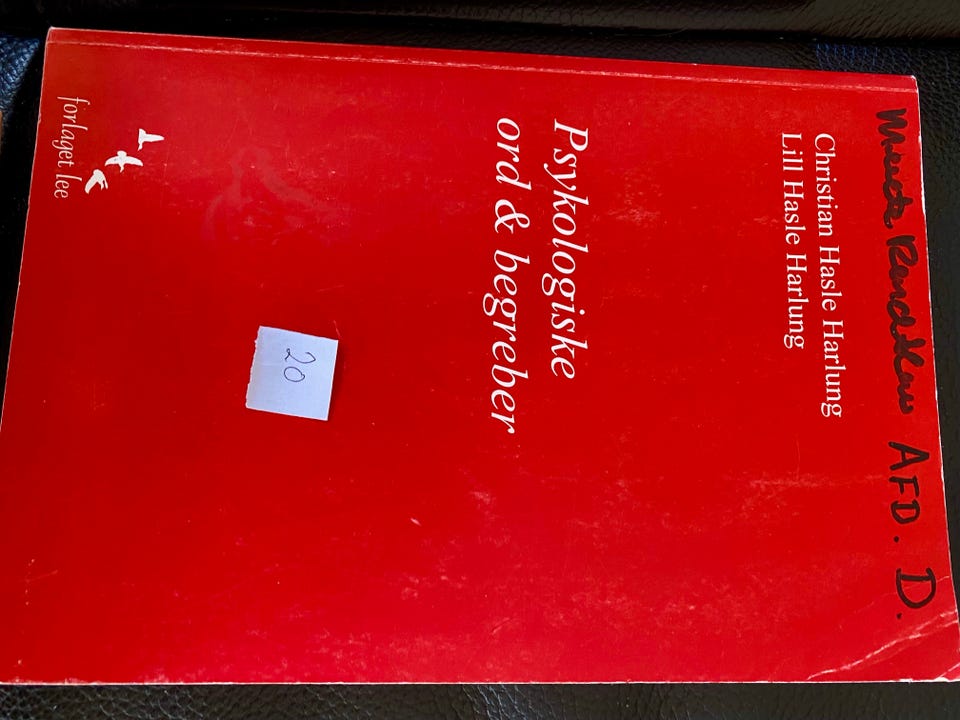 AFD. D.
Christian Hasle Harlung
Lill Hasle Harlung
Psykologiske
ord & begreber
20
forlaget lee